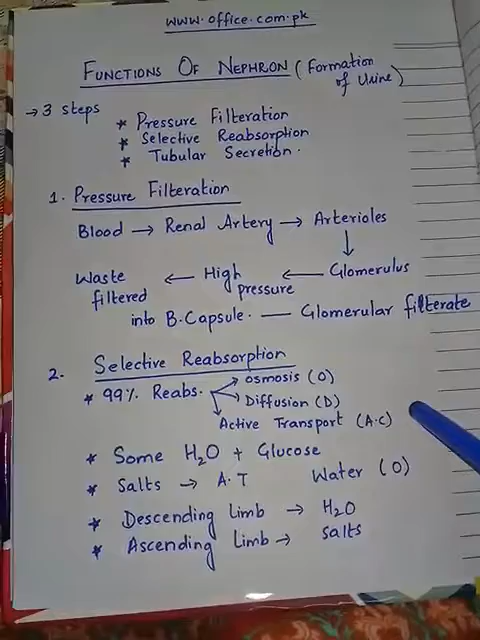 www.office.com.pk
FUNCTIONS OF NEPHRON (Formation of Urine)
→ 3 steps
* Pressure Filteration
* Selective Reabsorption
* Tubular Secretion.
1. Pressure Filteration
Blood → Renal Artery → Arterioles
↓
Waste filtered ← High pressure ← Glomerulus
into B.Capsule. — Glomerular filterate
2. Selective Reabsorption
* 99% Reabs. → osmosis (O)
→ Diffusion (D)
→ Active Transport (A.C)
* Some H₂O + Glucose
* Salts → A.T Water (O)
* Descending limb → H₂O
* Ascending limb → salts